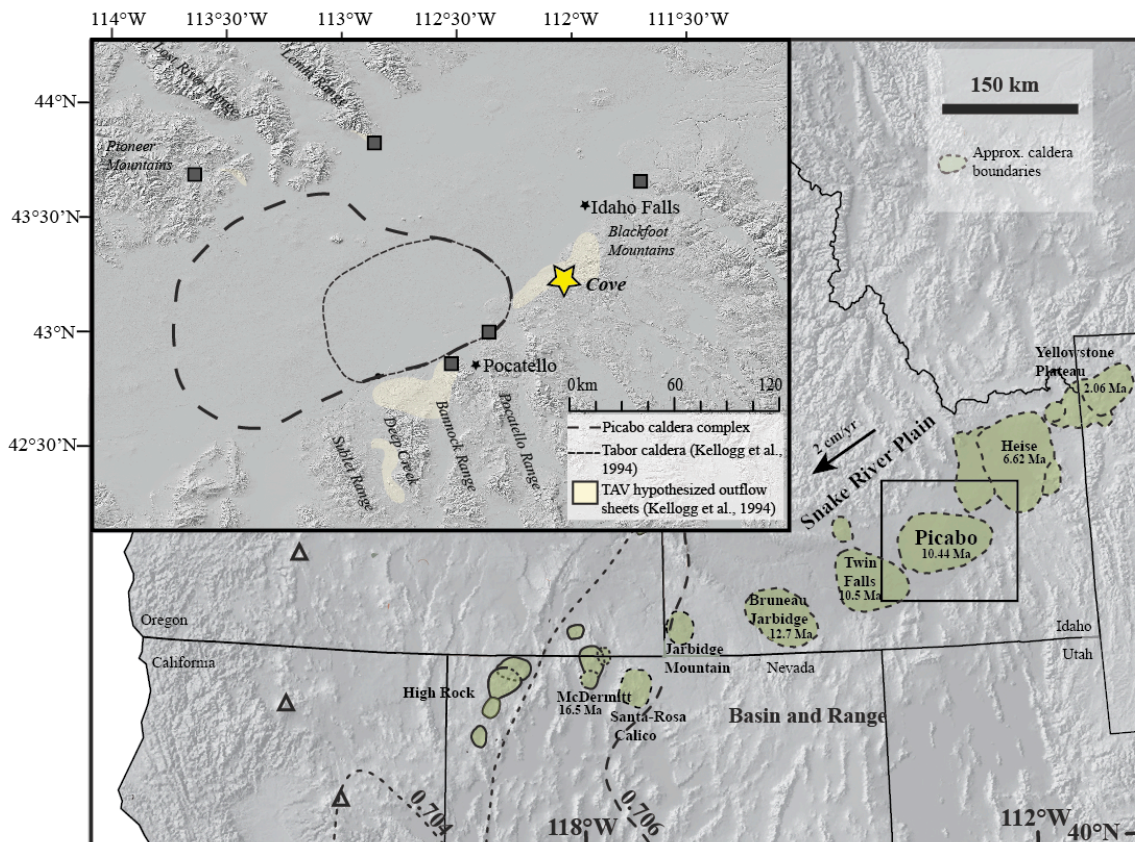 114°W 113°5'W 113°W 112°5'W 112°W 111°5'W
44°N
43°5'N
43°N
42°5'N
Lost River Range
Lemhi Range
Pioneer
Mountains
Idaho Falls
Blackfoot
Mountains
Cove
Pocatello
Sublet Range
Deep Creek
Bannock Range
Pocatello Range
0km 60 120
Picabo caldera complex
Tabor caldera (Kellogg et al.,
1994)
TAV hypothesized outflow
sheets (Kellogg et al., 1994)
150 km
Approx. caldera
boundaries
Yellowstone
Plateau
2.06 Ma
Heise
6.62 Ma
2 cm/yr
Snake River Plain
Picabo
10.44 Ma
Twin
Falls
10.5 Ma
Bruneau
Jarbidge
12.7 Ma
Oregon
California
Idaho
Utah
Jarbidge
Mountain
Nevada
High Rock
McDermitt
16.5 Ma
Santa-Rosa
Calico
Basin and Range
0.704
0.706
118°W
112°W
40°N